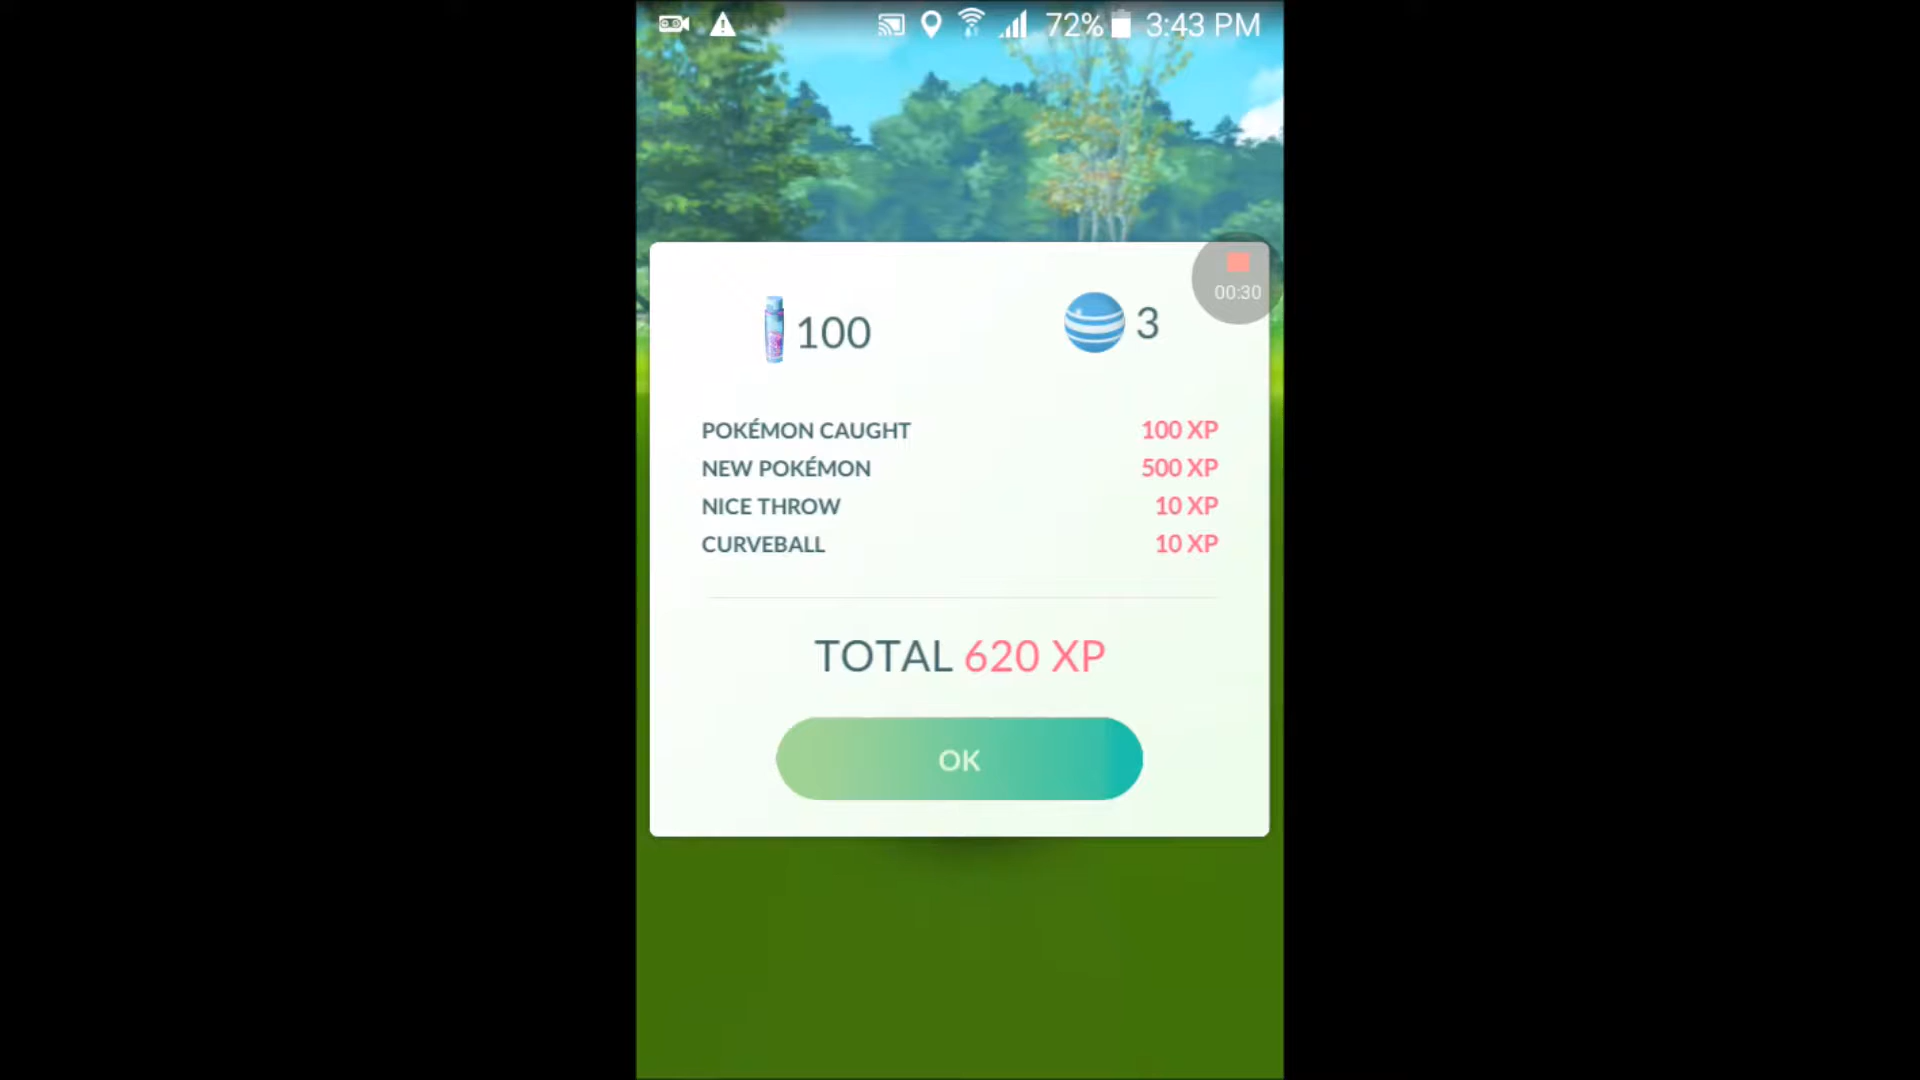 72% 3:43 PM
00:30
100 3
POKÉMON CAUGHT 100 XP
NEW POKÉMON 500 XP
NICE THROW 10 XP
CURVEBALL 10 XP
TOTAL 620 XP
OK